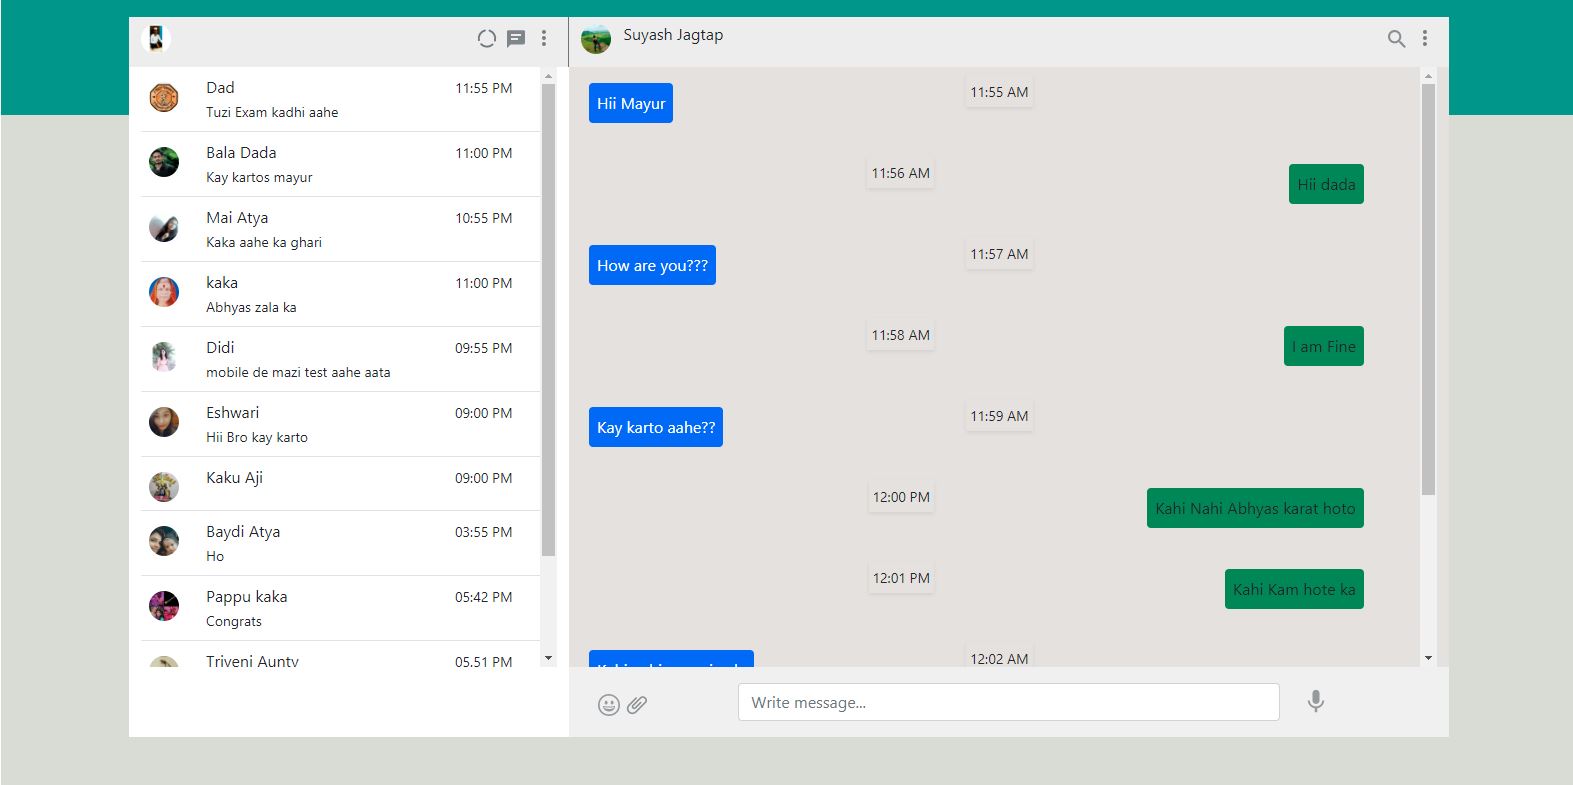 Dad 11:55 PM
Tuzi Exam kadhi aahe
Bala Dada 11:00 PM
Kay kartos mayur
Mai Atya 10:55 PM
Kaka aahe ka ghari
kaka 11:00 PM
Abhyas zala ka
Didi 09:55 PM
mobile de mazi test aahe aata
Eshwari 09:00 PM
Hii Bro kay karto
Kaku Aji 09:00 PM
Baydi Atya 03:55 PM
Ho
Pappu kaka 05:42 PM
Congrats
Triveni Aunty 05.51 PM
Suyash Jagtap
Hii Mayur 11:55 AM
11:56 AM Hii dada
How are you??? 11:57 AM
11:58 AM I am Fine
Kay karto aahe?? 11:59 AM
12:00 PM Kahi Nahi Abhyas karat hoto
12:01 PM Kahi Kam hote ka
12:02 AM
Write message...